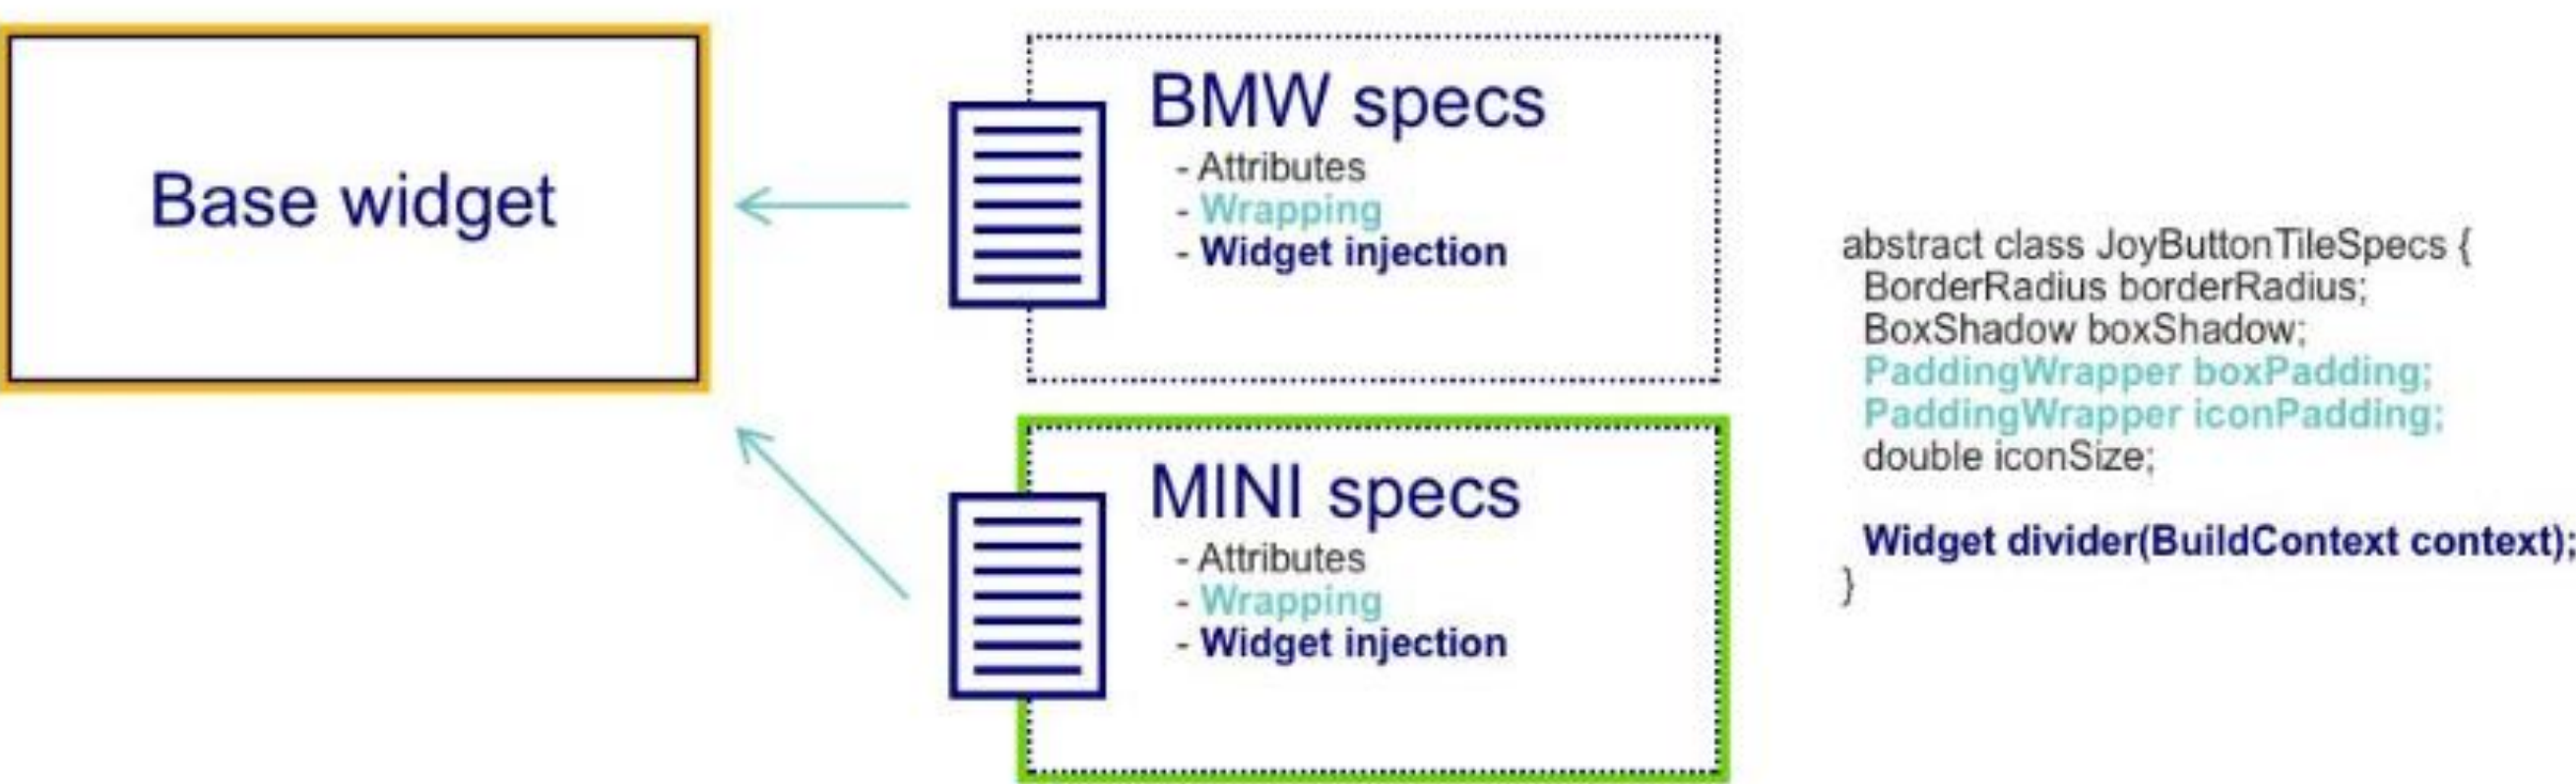 Base widget
BMW specs
- Attributes
- Wrapping
- Widget injection
MINI specs
- Attributes
- Wrapping
- Widget injection
abstract class JoyButtonTileSpecs {
BorderRadius borderRadius;
BoxShadow boxShadow;
PaddingWrapper boxPadding;
PaddingWrapper iconPadding;
double iconSize;
Widget divider(BuildContext context);
}